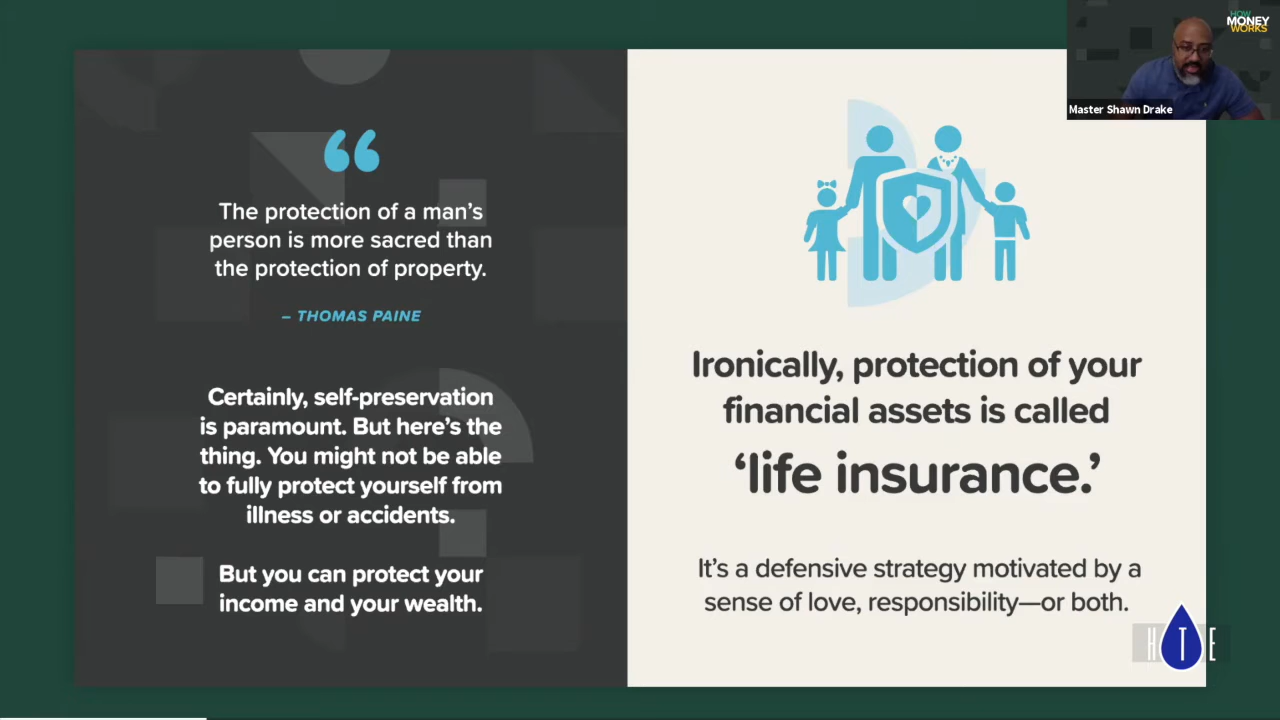 “
The protection of a man’s
person is more sacred than
the protection of property.
– THOMAS PAINE
Certainly, self-preservation
is paramount. But here’s the
thing. You might not be able
to fully protect yourself from
illness or accidents.
But you can protect your
income and your wealth.
Ironically, protection of your
financial assets is called
‘life insurance.’
It’s a defensive strategy motivated by a
sense of love, responsibility—or both.
HOW
MONEY
WORKS
Master Shawn Drake
HTE